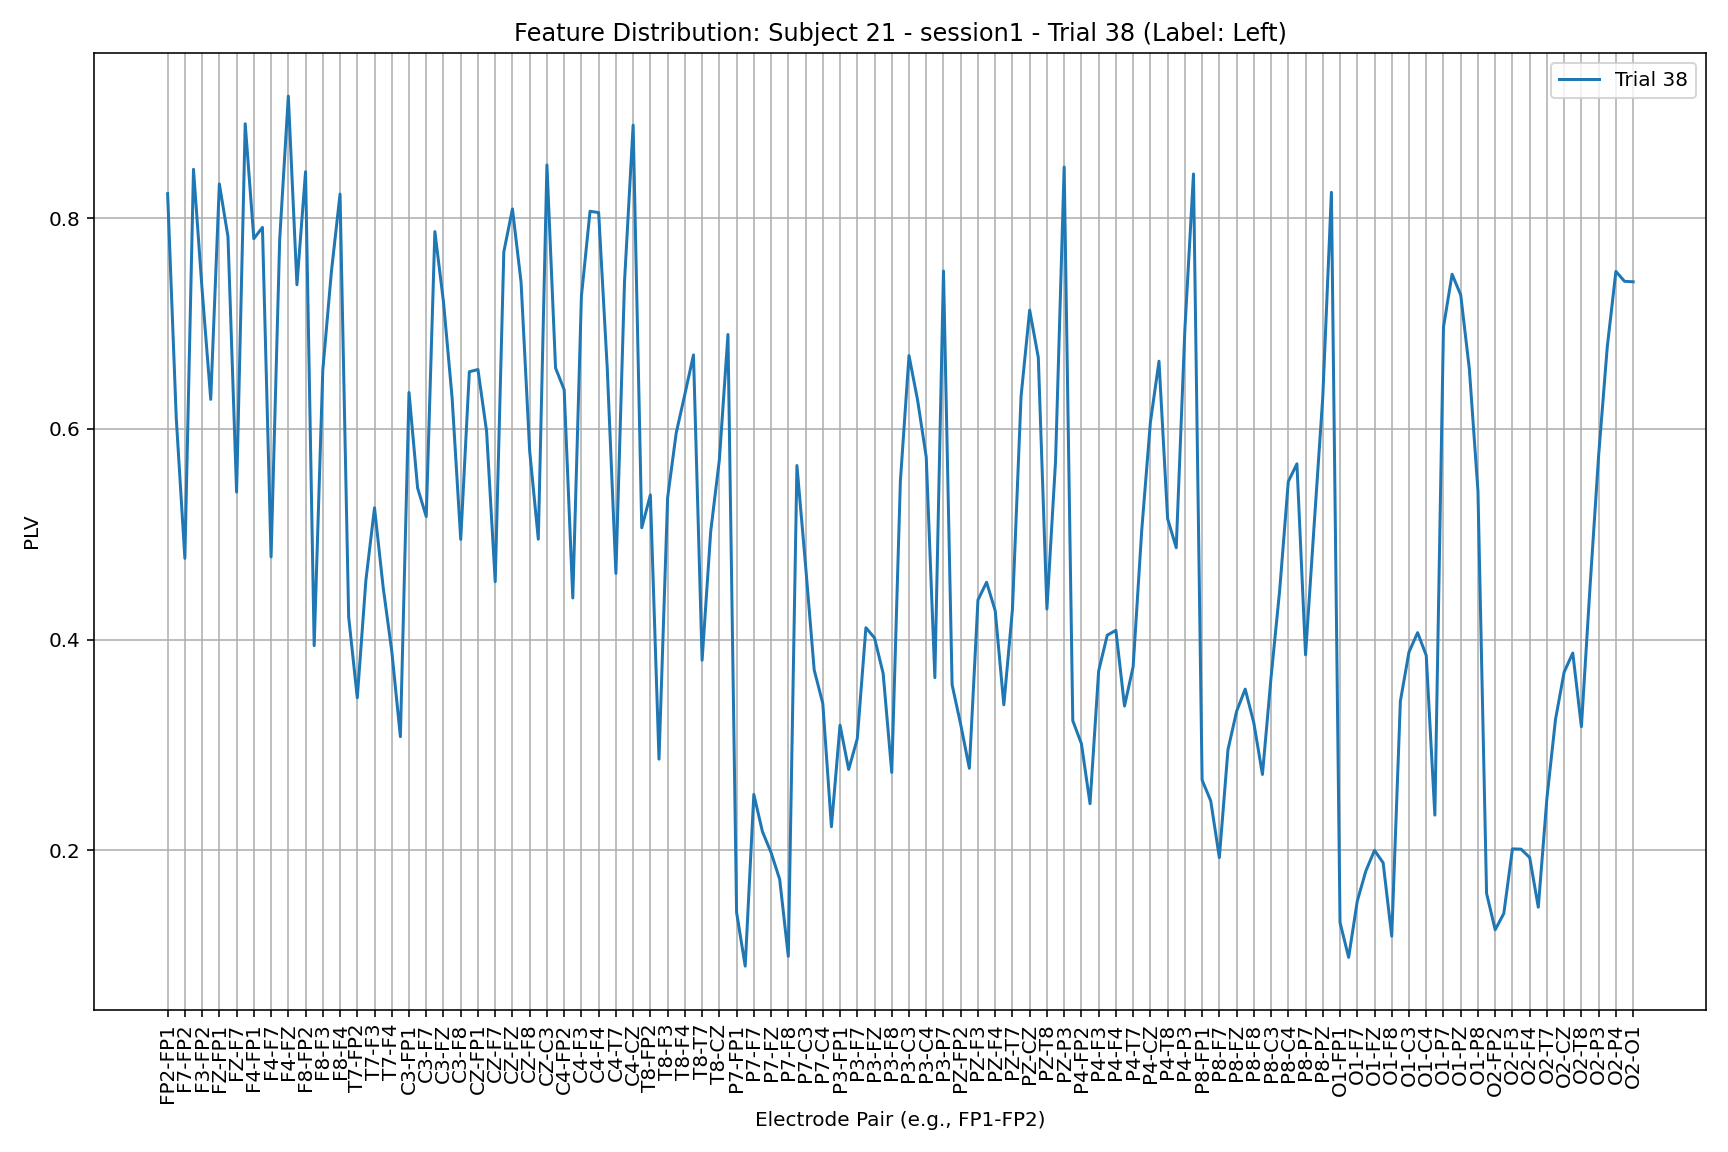 Feature Distribution: Subject 21 - session1 - Trial 38 (Label: Left)
Trial 38
PLV
0.8
0.6
0.4
0.2
FP2-FP1
F7-FP2
F3-FP2
FZ-FP1
FZ-F7
F4-FP1
F4-F7
F4-FZ
F8-FP2
F8-F3
F8-F4
T7-FP2
T7-F3
T7-F4
C3-FP1
C3-F7
C3-FZ
C3-F8
CZ-FP1
CZ-F7
CZ-FZ
CZ-F8
CZ-C3
C4-FP2
C4-F3
C4-F4
C4-T7
C4-CZ
T8-FP2
T8-F3
T8-F4
T8-T7
T8-CZ
P7-FP1
P7-F7
P7-FZ
P7-F8
P7-C3
P7-C4
P3-FP1
P3-F7
P3-FZ
P3-F8
P3-C3
P3-C4
P3-P7
PZ-FP2
PZ-F3
PZ-F4
PZ-T7
PZ-CZ
PZ-T8
PZ-P3
P4-FP2
P4-F3
P4-F4
P4-T7
P4-CZ
P4-T8
P4-P3
P8-FP1
P8-F7
P8-FZ
P8-F8
P8-C3
P8-C4
P8-P7
P8-PZ
O1-FP1
O1-F7
O1-FZ
O1-F8
O1-C3
O1-C4
O1-P7
O1-PZ
O1-P8
O2-FP2
O2-F3
O2-F4
O2-T7
O2-CZ
O2-T8
O2-P3
O2-P4
O2-O1
Electrode Pair (e.g., FP1-FP2)